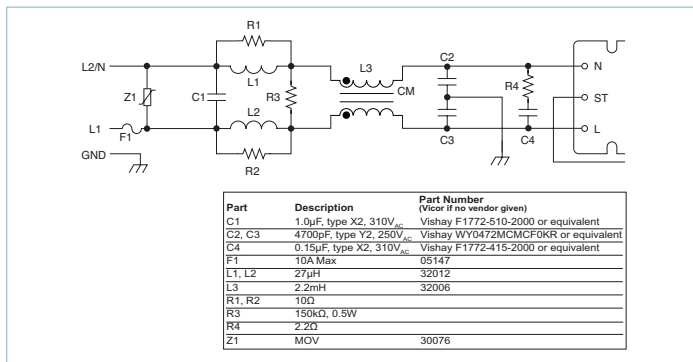 R1
L2/N
L1
L3
C2
N
Z1
C1
R3
CM
R4
ST
L2
L1
F1
C3
C4
L
GND
R2
Part Description Part Number (Vicor if no vendor given)
C1 1.0µF, type X2, 310VAC Vishay F1772-510-2000 or equivalent
C2, C3 4700pF, type Y2, 250VAC Vishay WY0472MCMCF0KR or equivalent
C4 0.15µF, type X2, 310VAC Vishay F1772-415-2000 or equivalent
F1 10A Max 05147
L1, L2 27µH 32012
L3 2.2mH 32006
R1, R2 10Ω
R3 150kΩ, 0.5W
R4 2.2Ω
Z1 MOV 30076